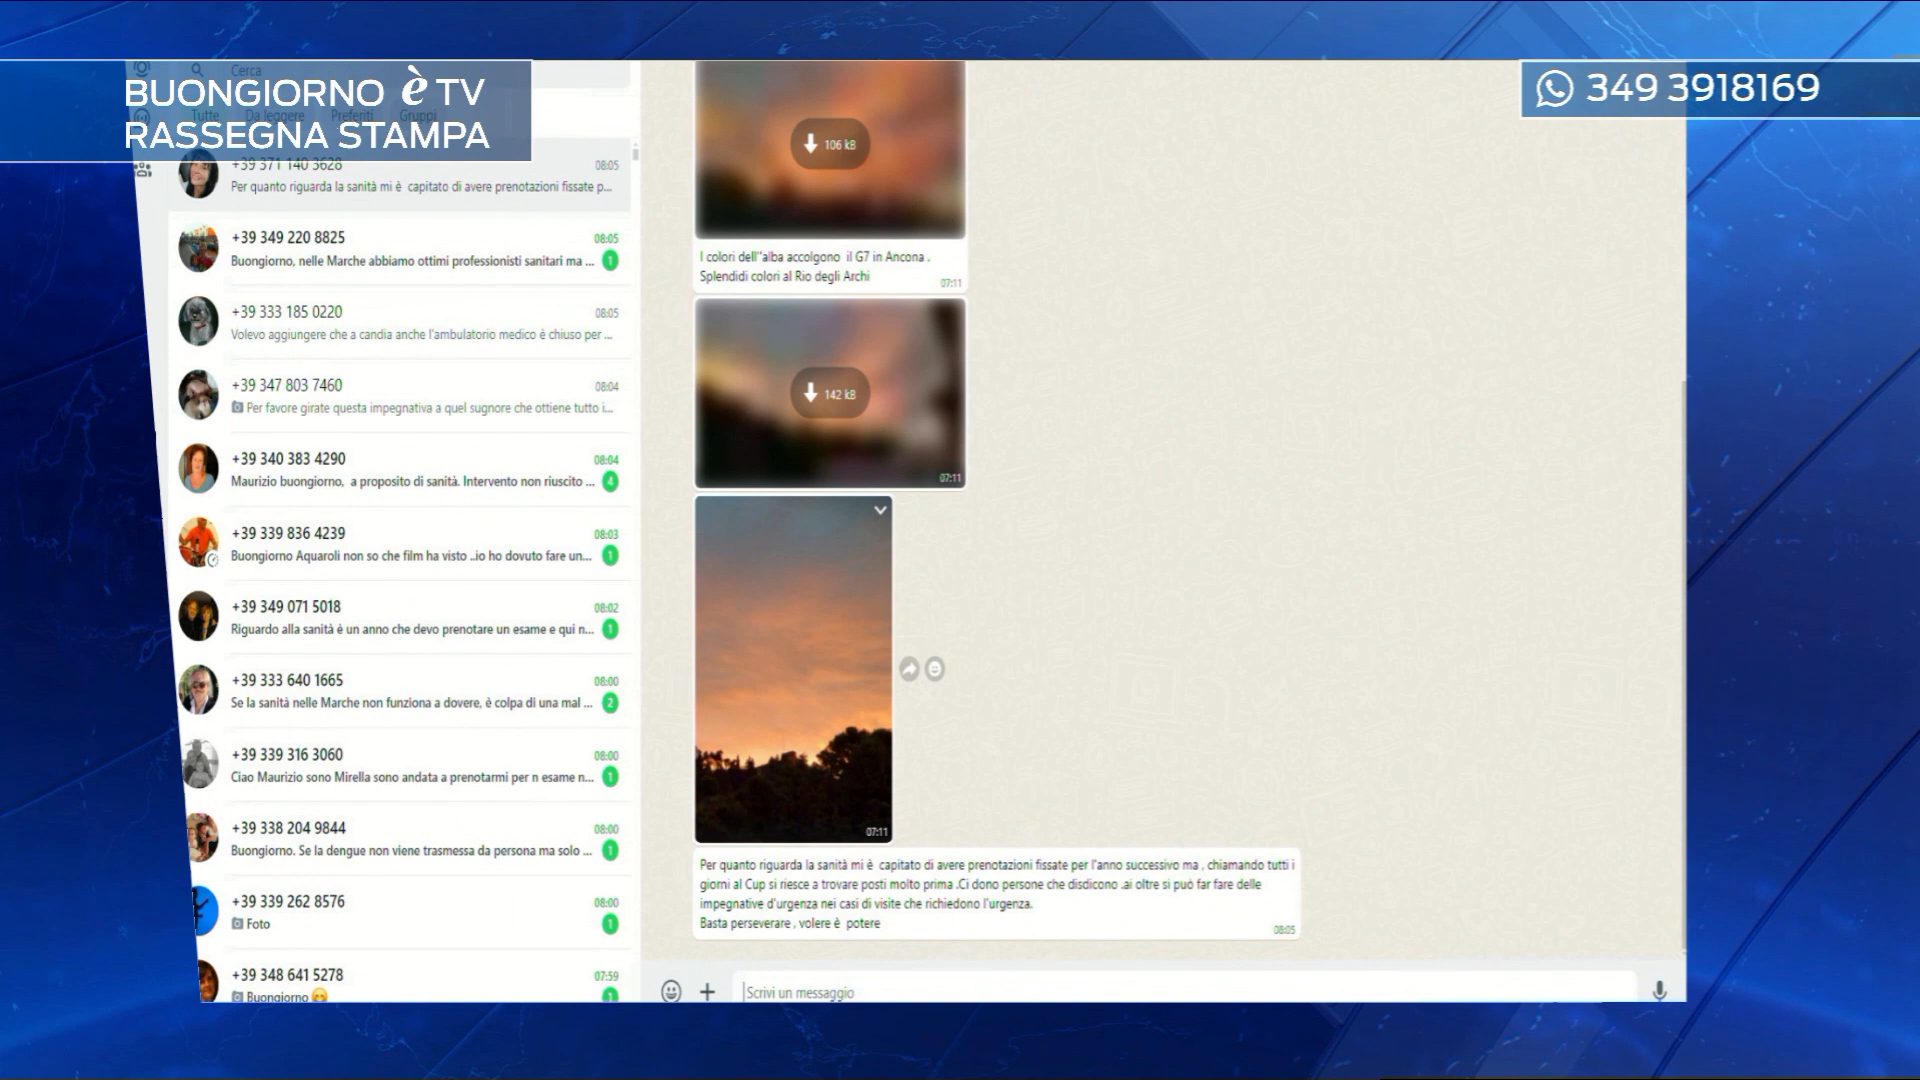 BUONGIORNO è TV
RASSEGNA STAMPA
349 3918169
Cerca
Tutte Da leggere Preferiti Gruppi
+39 371 140 3628 08:05
Per quanto riguarda la sanità mi è capitato di avere prenotazioni fissate p...
+39 349 220 8825 08:05
Buongiorno, nelle Marche abbiamo ottimi professionisti sanitari ma ... 1
+39 333 185 0220 08:05
Volevo aggiungere che a candia anche l'ambulatorio medico è chiuso per ...
+39 347 803 7460 08:04
Per favore girate questa impegnativa a quel sugnore che ottiene tutto i...
+39 340 383 4290 08:04
Maurizio buongiorno, a proposito di sanità. Intervento non riuscito ... 4
+39 339 836 4239 08:03
Buongiorno Aquaroli non so che film ha visto ..io ho dovuto fare un... 1
+39 349 071 5018 08:02
Riguardo alla sanità è un anno che devo prenotare un esame e qui n... 1
+39 333 640 1665 08:00
Se la sanità nelle Marche non funziona a dovere, è colpa di una mal ... 2
+39 339 316 3060 08:00
Ciao Maurizio sono Mirella sono andata a prenotarmi per n esame n... 1
+39 338 204 9844 08:00
Buongiorno. Se la dengue non viene trasmessa da persona ma solo ... 1
+39 339 262 8576 08:00
Foto 1
+39 348 641 5278 07:59
Buongiorno 😊 1
106 kB
I colori dell''alba accolgono il G7 in Ancona .
Splendidi colori al Rio degli Archi
07:11
142 kB
07:11
07:11
Per quanto riguarda la sanità mi è capitato di avere prenotazioni fissate per l'anno successivo ma , chiamando tutti i
giorni al Cup si riesce a trovare posti molto prima .Ci dono persone che disdicono .ai oltre si può far fare delle
impegnative d'urgenza nei casi di visite che richiedono l'urgenza.
Basta perseverare , volere è potere
08:05
Scrivi un messaggio